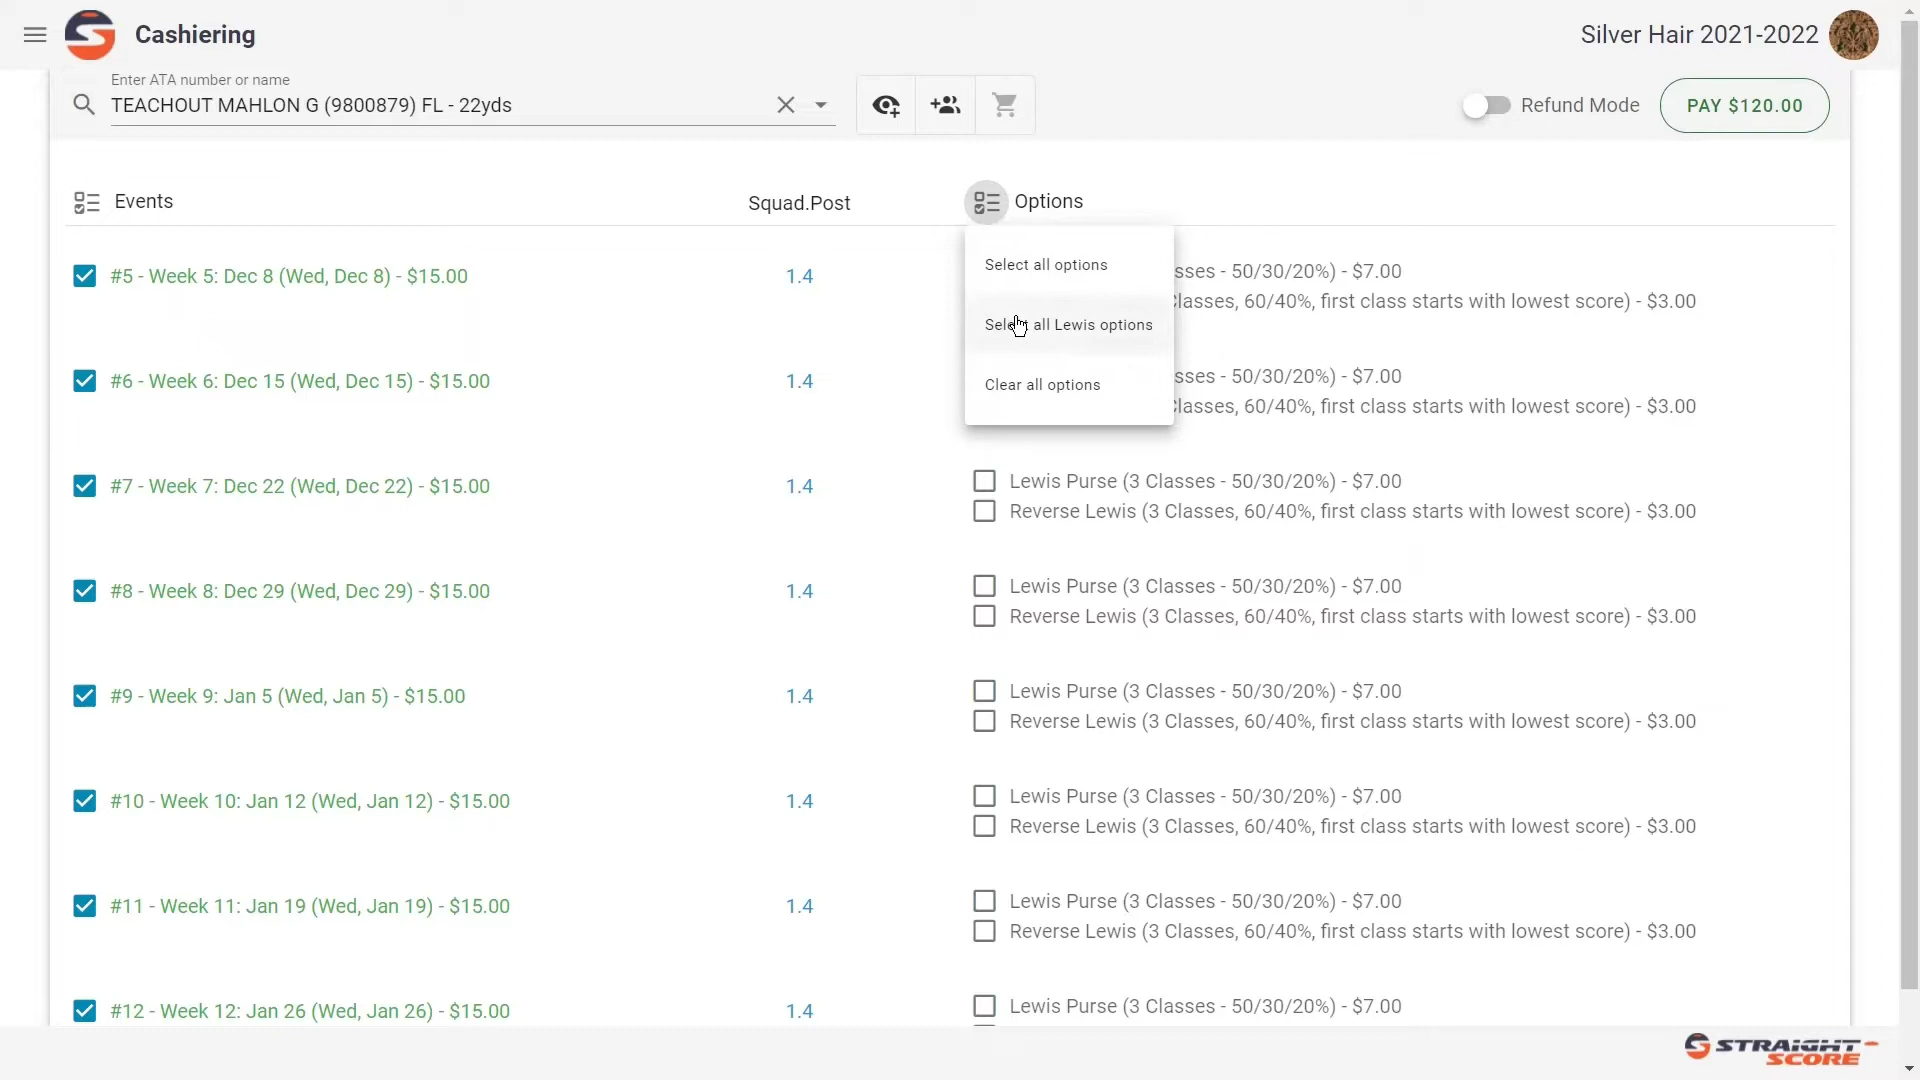 Cashiering
Silver Hair 2021-2022
Enter ATA number or name
TEACHOUT MAHLON G (9800879) FL - 22yds
Refund Mode
PAY $120.00
Events
Squad.Post
Options
#5 - Week 5: Dec 8 (Wed, Dec 8) - $15.00
1.4
Select all options
Select all Lewis options
Clear all options
sses - 50/30/20%) - $7.00
lasses, 60/40%, first class starts with lowest score) - $3.00
#6 - Week 6: Dec 15 (Wed, Dec 15) - $15.00
1.4
sses - 50/30/20%) - $7.00
lasses, 60/40%, first class starts with lowest score) - $3.00
#7 - Week 7: Dec 22 (Wed, Dec 22) - $15.00
1.4
Lewis Purse (3 Classes - 50/30/20%) - $7.00
Reverse Lewis (3 Classes, 60/40%, first class starts with lowest score) - $3.00
#8 - Week 8: Dec 29 (Wed, Dec 29) - $15.00
1.4
Lewis Purse (3 Classes - 50/30/20%) - $7.00
Reverse Lewis (3 Classes, 60/40%, first class starts with lowest score) - $3.00
#9 - Week 9: Jan 5 (Wed, Jan 5) - $15.00
1.4
Lewis Purse (3 Classes - 50/30/20%) - $7.00
Reverse Lewis (3 Classes, 60/40%, first class starts with lowest score) - $3.00
#10 - Week 10: Jan 12 (Wed, Jan 12) - $15.00
1.4
Lewis Purse (3 Classes - 50/30/20%) - $7.00
Reverse Lewis (3 Classes, 60/40%, first class starts with lowest score) - $3.00
#11 - Week 11: Jan 19 (Wed, Jan 19) - $15.00
1.4
Lewis Purse (3 Classes - 50/30/20%) - $7.00
Reverse Lewis (3 Classes, 60/40%, first class starts with lowest score) - $3.00
#12 - Week 12: Jan 26 (Wed, Jan 26) - $15.00
1.4
Lewis Purse (3 Classes - 50/30/20%) - $7.00
STRAIGHT
SCORE